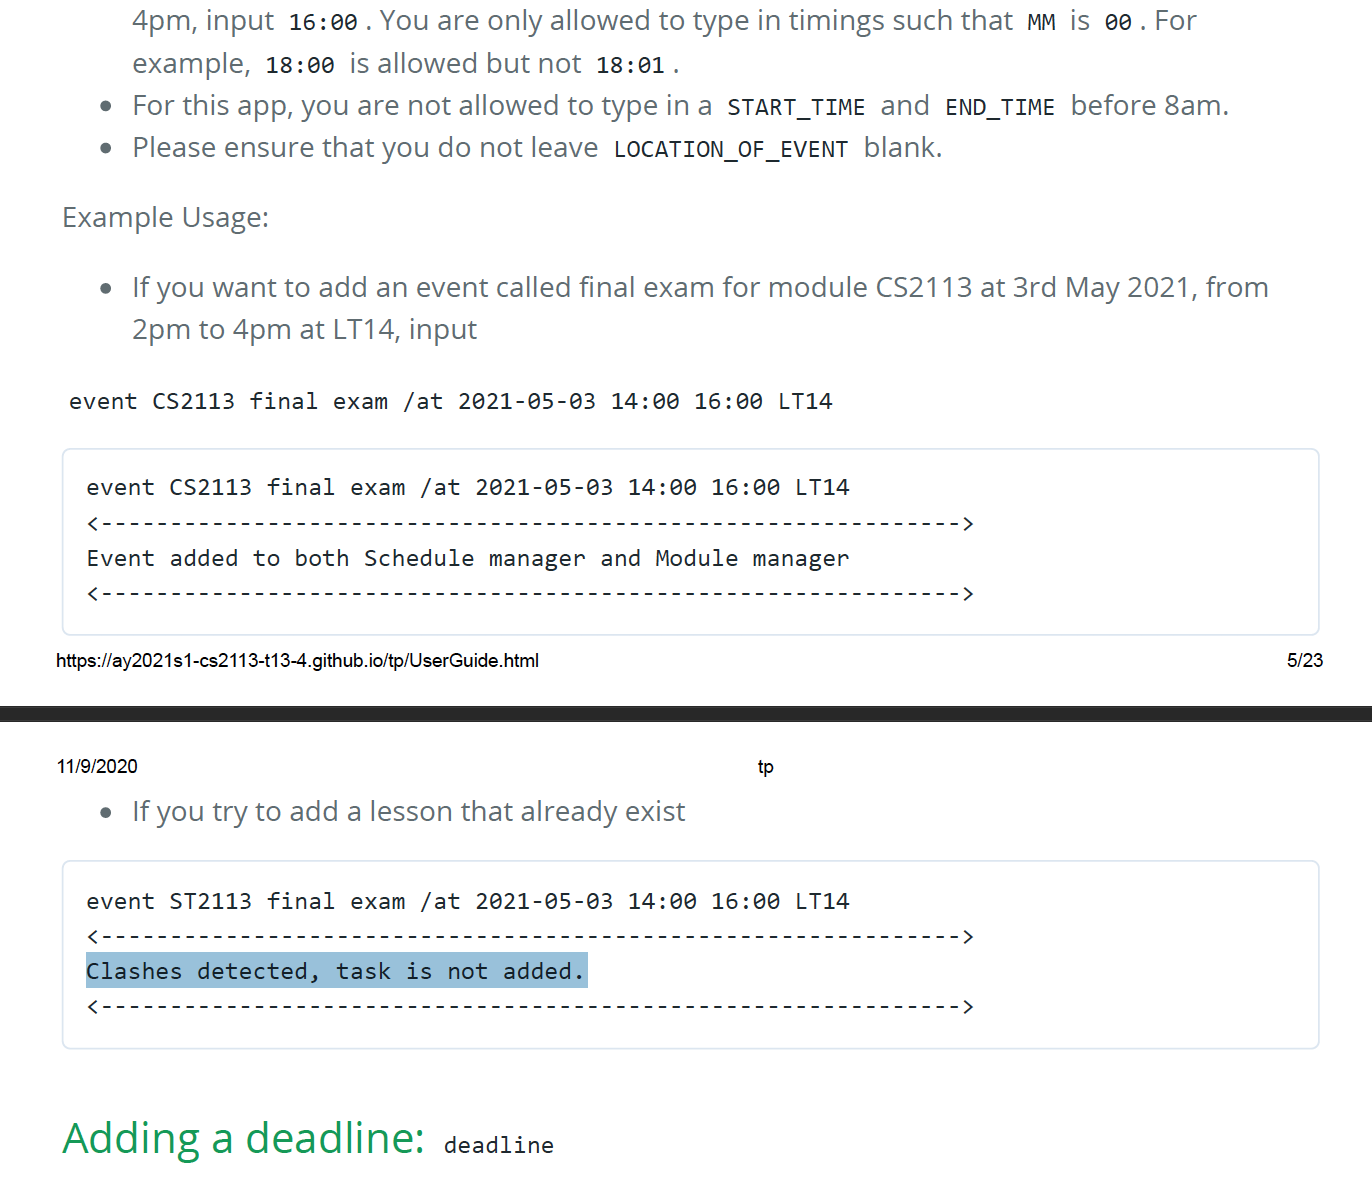 4pm, input 16:00 . You are only allowed to type in timings such that MM is 00 . For
example, 18:00 is allowed but not 18:01 .
• For this app, you are not allowed to type in a START_TIME and END_TIME before 8am.
• Please ensure that you do not leave LOCATION_OF_EVENT blank.
Example Usage:
• If you want to add an event called final exam for module CS2113 at 3rd May 2021, from
2pm to 4pm at LT14, input
event CS2113 final exam /at 2021-05-03 14:00 16:00 LT14
event CS2113 final exam /at 2021-05-03 14:00 16:00 LT14
<-------------------------------------------------------------->
Event added to both Schedule manager and Module manager
<-------------------------------------------------------------->
https://ay2021s1-cs2113-t13-4.github.io/tp/UserGuide.html 5/23
11/9/2020 tp
• If you try to add a lesson that already exist
event ST2113 final exam /at 2021-05-03 14:00 16:00 LT14
<-------------------------------------------------------------->
Clashes detected, task is not added.
<-------------------------------------------------------------->
Adding a deadline: deadline